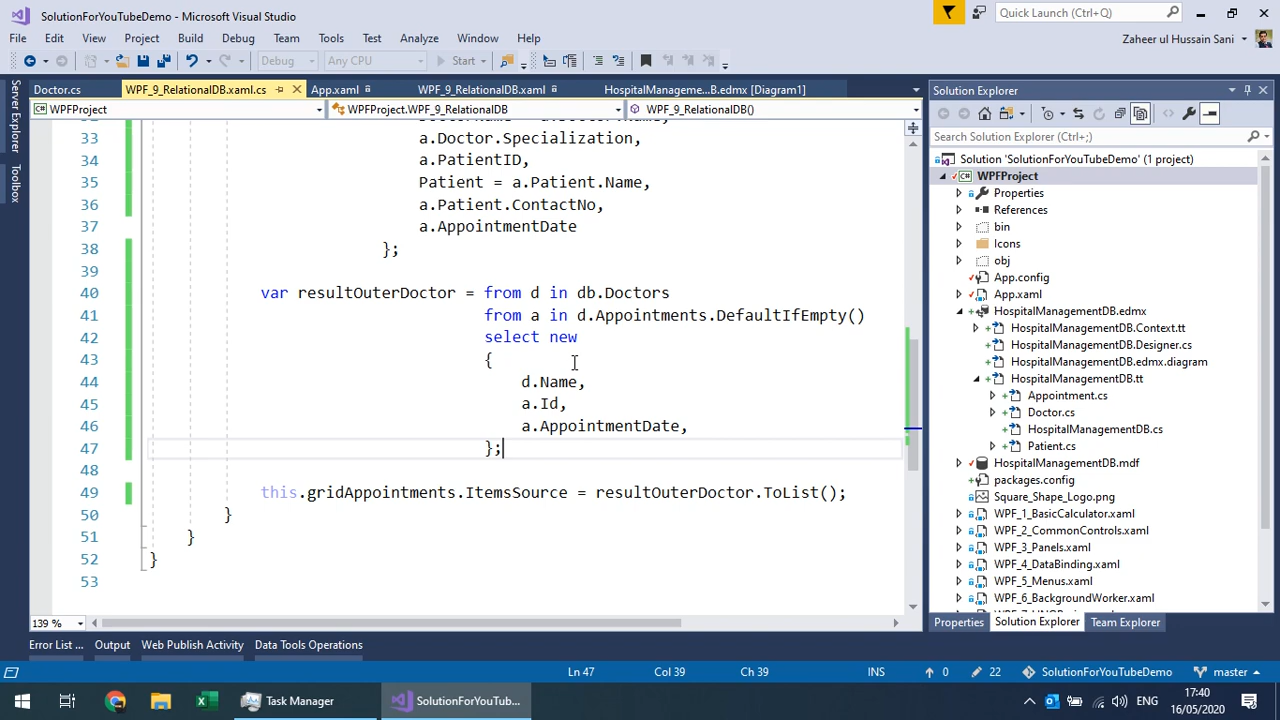 SolutionForYouTubeDemo - Microsoft Visual Studio
Quick Launch (Ctrl+Q)
File Edit View Project Build Debug Team Tools Test Analyze Window Help
Zaheer ul Hussain Sani
Debug Any CPU Start
Server Explorer
Toolbox
Doctor.cs WPF_9_RelationalDB.xaml.cs App.xaml WPF_9_RelationalDB.xaml HospitalManageme...B.edmx [Diagram1]
WPFProject WPFProject.WPF_9_RelationalDB WPF_9_RelationalDB()
33 a.Doctor.Specialization,
34 a.PatientID,
35 Patient = a.Patient.Name,
36 a.Patient.ContactNo,
37 a.AppointmentDate
38 };
39
40 var resultOuterDoctor = from d in db.Doctors
41 from a in d.Appointments.DefaultIfEmpty()
42 select new
43 {
44 d.Name,
45 a.Id,
46 a.AppointmentDate,
47 };
48
49 this.gridAppointments.ItemsSource = resultOuterDoctor.ToList();
50 }
51 }
52 }
53
139 %
Solution Explorer
Search Solution Explorer (Ctrl+;)
Solution 'SolutionForYouTubeDemo' (1 project)
WPFProject
Properties
References
bin
Icons
obj
App.config
App.xaml
HospitalManagementDB.edmx
HospitalManagementDB.Context.tt
HospitalManagementDB.Designer.cs
HospitalManagementDB.edmx.diagram
HospitalManagementDB.tt
Appointment.cs
Doctor.cs
HospitalManagementDB.cs
Patient.cs
HospitalManagementDB.mdf
packages.config
Square_Shape_Logo.png
WPF_1_BasicCalculator.xaml
WPF_2_CommonControls.xaml
WPF_3_Panels.xaml
WPF_4_DataBinding.xaml
WPF_5_Menus.xaml
WPF_6_BackgroundWorker.xaml
Properties Solution Explorer Team Explorer
Error List ... Output Web Publish Activity Data Tools Operations
Ln 47 Col 39 Ch 39 INS 0 22 SolutionForYouTubeDemo master
Task Manager SolutionForYouTub...
ENG
17:40
16/05/2020